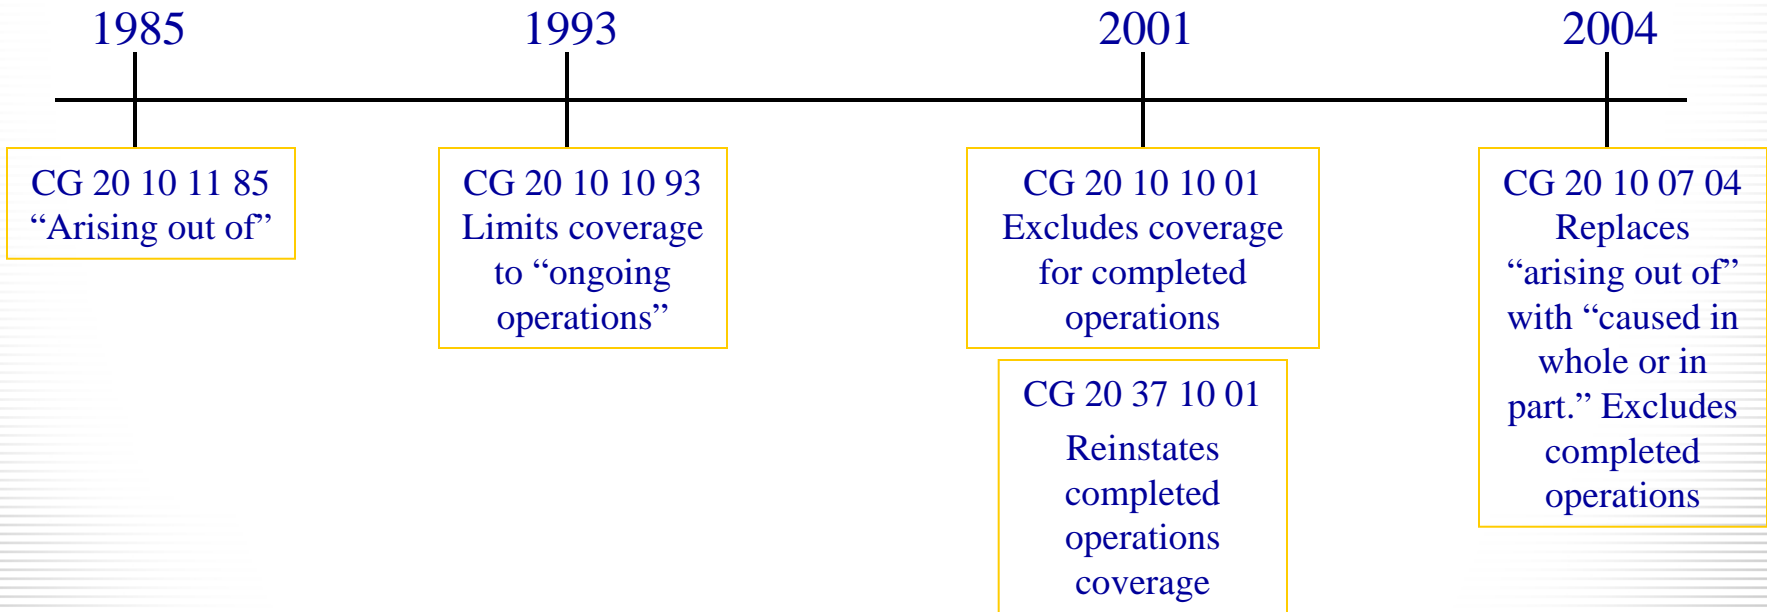 1985
1993
2001
2004
CG 20 10 11 85
“Arising out of”
CG 20 10 10 93
Limits coverage
to “ongoing
operations”
CG 20 10 10 01
Excludes coverage
for completed
operations
CG 20 37 10 01
Reinstates
completed
operations
coverage
CG 20 10 07 04
Replaces
“arising out of”
with “caused in
whole or in
part.” Excludes
completed
operations